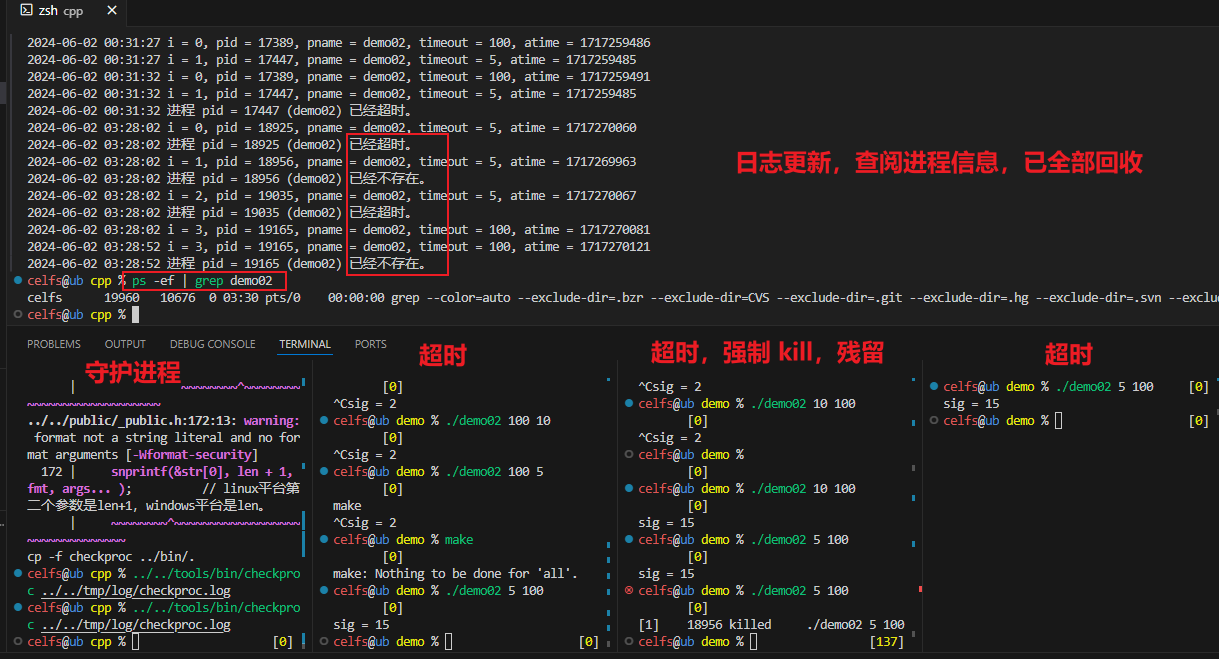 zsh cpp
2024-06-02 00:31:27 i = 0, pid = 17389, pname = demo02, timeout = 100, atime = 1717259486
2024-06-02 00:31:27 i = 1, pid = 17447, pname = demo02, timeout = 5, atime = 1717259485
2024-06-02 00:31:32 i = 0, pid = 17389, pname = demo02, timeout = 100, atime = 1717259491
2024-06-02 00:31:32 i = 1, pid = 17447, pname = demo02, timeout = 5, atime = 1717259485
2024-06-02 00:31:32 进程 pid = 17447 (demo02) 已经超时。
2024-06-02 03:28:02 i = 0, pid = 18925, pname = demo02, timeout = 5, atime = 1717270060
2024-06-02 03:28:02 进程 pid = 18925 (demo02) 已经超时。
2024-06-02 03:28:02 i = 1, pid = 18956, pname = demo02, timeout = 5, atime = 1717269963
2024-06-02 03:28:02 进程 pid = 18956 (demo02) 已经不存在。
2024-06-02 03:28:02 i = 2, pid = 19035, pname = demo02, timeout = 5, atime = 1717270067
2024-06-02 03:28:02 进程 pid = 19035 (demo02) 已经超时。
2024-06-02 03:28:02 i = 3, pid = 19165, pname = demo02, timeout = 100, atime = 1717270081
2024-06-02 03:28:52 i = 3, pid = 19165, pname = demo02, timeout = 100, atime = 1717270121
2024-06-02 03:28:52 进程 pid = 19165 (demo02) 已经不存在。
日志更新，查阅进程信息，已全部回收
celfs@ub cpp % ps -ef | grep demo02
celfs 19960 10676 0 03:30 pts/0 00:00:00 grep --color=auto --exclude-dir=.bzr --exclude-dir=CVS --exclude-dir=.git --exclude-dir=.hg --exclude-dir=.svn --exclu
celfs@ub cpp %
PROBLEMS OUTPUT DEBUG CONSOLE TERMINAL PORTS
守护进程
| ~~~~~~~~^~~~~~~~~
~~~~~~~~~~~~~~~~~~~
../../public/_public.h:172:13: warning:
format not a string literal and no for
mat arguments [-Wformat-security]
172 | snprintf(&str[0], len + 1,
fmt, args... ); // linux平台第
二个参数是len+1, windows平台是len。
| ~~~~~~~~^~~~~~~~~~~~~~~~~
~~~~~~~~~~~~~~
cp -f checkproc ../bin/.
celfs@ub cpp % ../../tools/bin/checkpro
c ../../tmp/log/checkproc.log
celfs@ub cpp % ../../tools/bin/checkpro
c ../../tmp/log/checkproc.log
celfs@ub cpp % [0]
超时
[0]
^Csig = 2
celfs@ub demo % ./demo02 100 10
[0]
^Csig = 2
celfs@ub demo % ./demo02 100 5
[0]
make
^Csig = 2
celfs@ub demo % make
[0]
make: Nothing to be done for 'all'.
celfs@ub demo % ./demo02 5 100
[0]
sig = 15
celfs@ub demo % [0]
超时，强制 kill，残留
^Csig = 2
celfs@ub demo % ./demo02 10 100
[0]
^Csig = 2
celfs@ub demo %
[0]
celfs@ub demo % ./demo02 10 100
[0]
sig = 15
celfs@ub demo % ./demo02 5 100
[0]
sig = 15
celfs@ub demo % ./demo02 5 100
[0]
[1] 18956 killed ./demo02 5 100
celfs@ub demo % [137]
超时
celfs@ub demo % ./demo02 5 100 [0]
sig = 15
celfs@ub demo % [0]